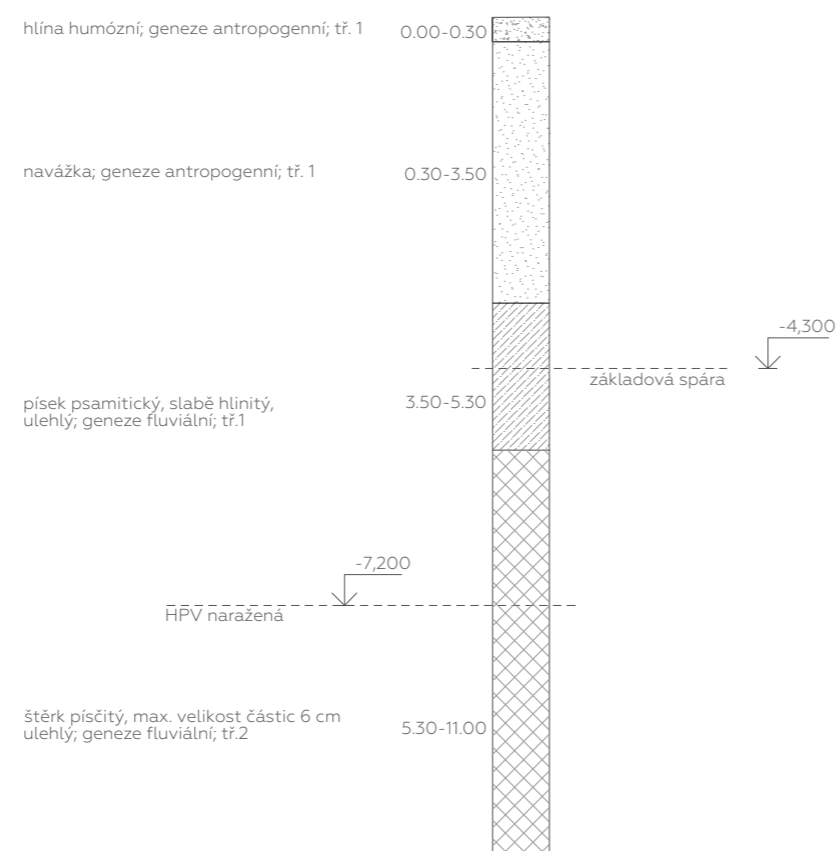 hlína humózní; geneze antropogenní; tř. 1
0.00-0.30
navážka; geneze antropogenní; tř. 1
0.30-3.50
-4,300
základová spára
písek psamitický, slabě hlinitý,
ulehlý; geneze fluviální; tř.1
3.50-5.30
-7,200
HPV naražená
štěrk písčitý, max. velikost částic 6 cm
ulehlý; geneze fluviální; tř.2
5.30-11.00